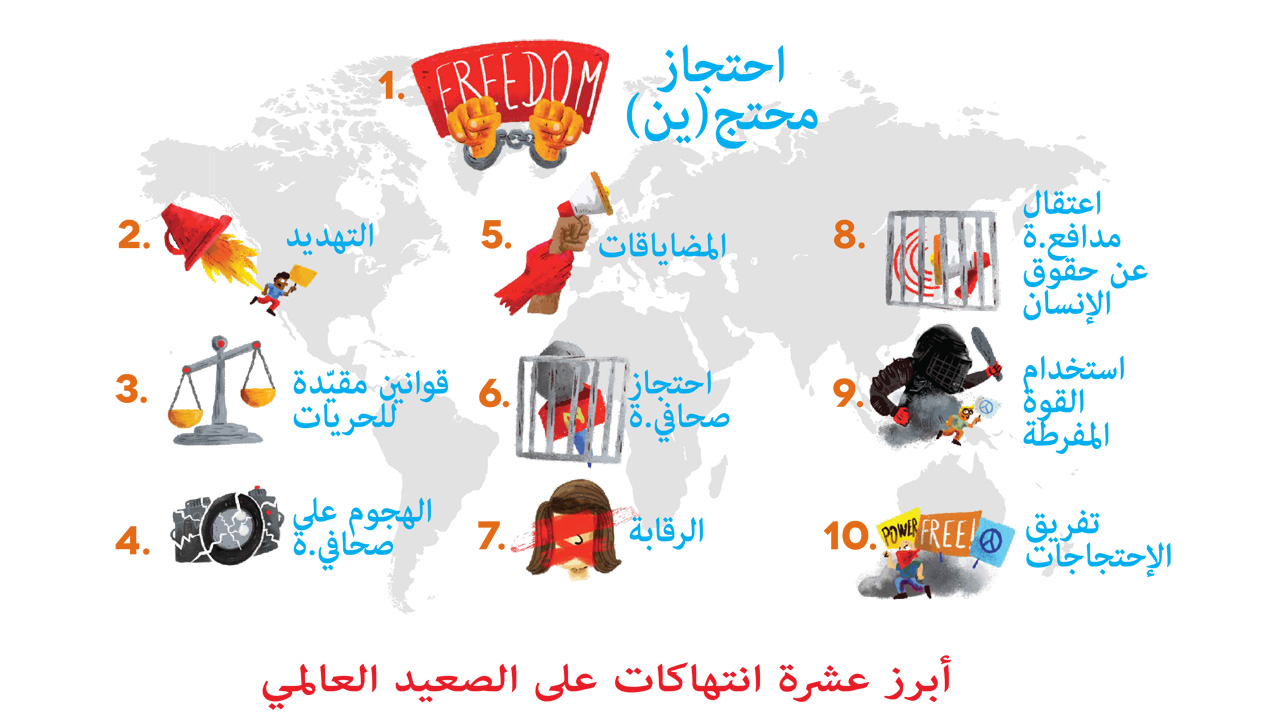 1.
FREEDOM
احتجاز
محتج(ين)
2.
التهديد
3.
قوانين مقيّدة
للحريات
4.
الهجوم على
صحافي.ة
5.
المضاياقات
6.
احتجاز
صحافي.ة
7.
الرقابة
8.
اعتقال
مدافع.ة
عن حقوق
الإنسان
9.
استخدام
القوة
المفرطة
10.
POWER
FREE!
تفريق
الإحتجاجات
أبرز عشرة انتهاكات على الصعيد العالمي